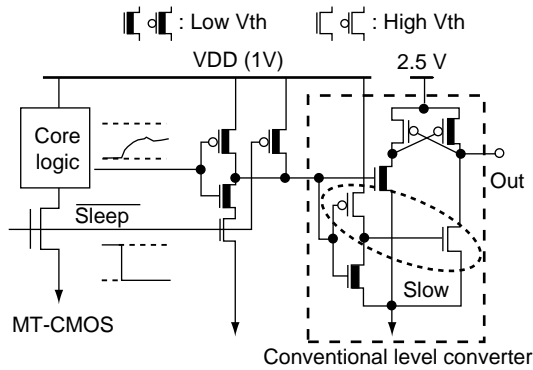 : Low Vth : High Vth
VDD (1V) 2.5 V
Core
logic
Out
Sleep
Slow
MT-CMOS
Conventional level converter